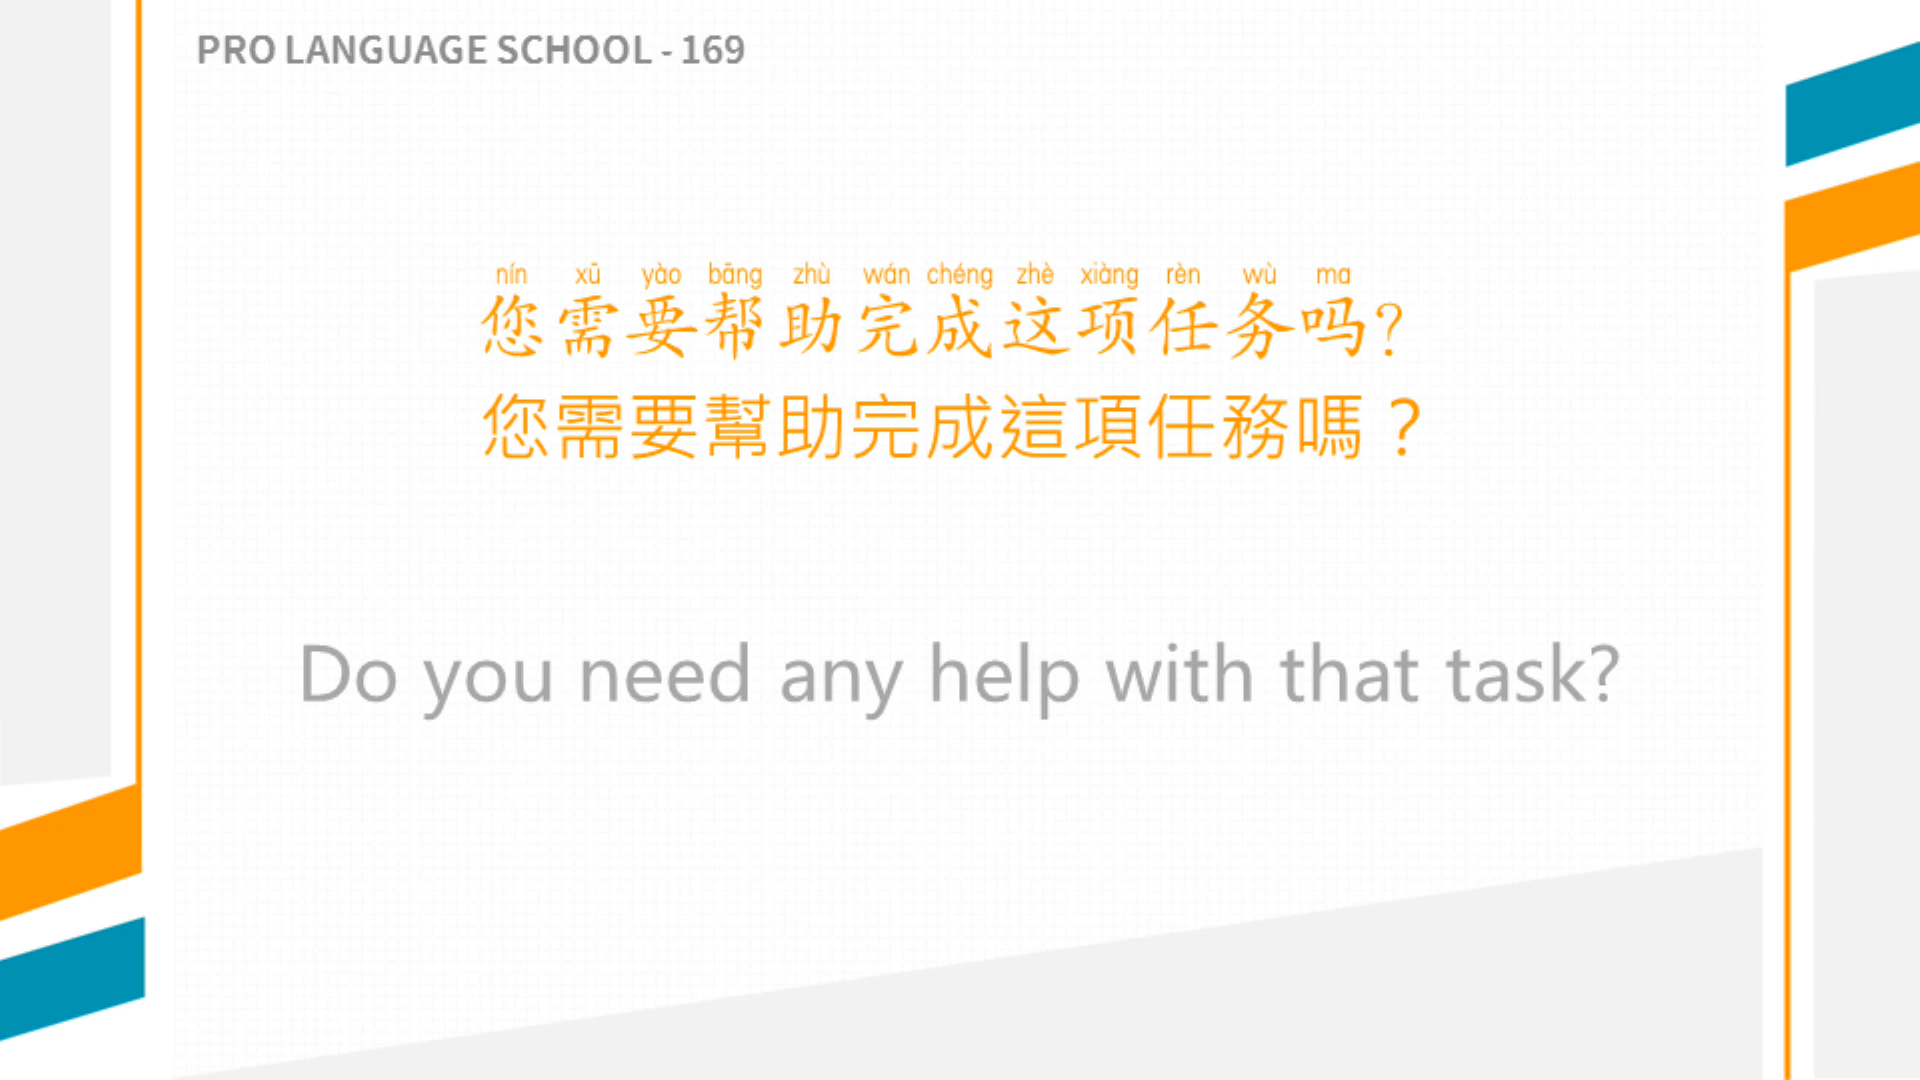 PRO LANGUAGE SCHOOL - 169
nín xū yào bāng zhù wán chéng zhè xiàng rèn wù ma
您需要帮助完成这项任务吗?
您需要幫助完成這項任務嗎？
Do you need any help with that task?